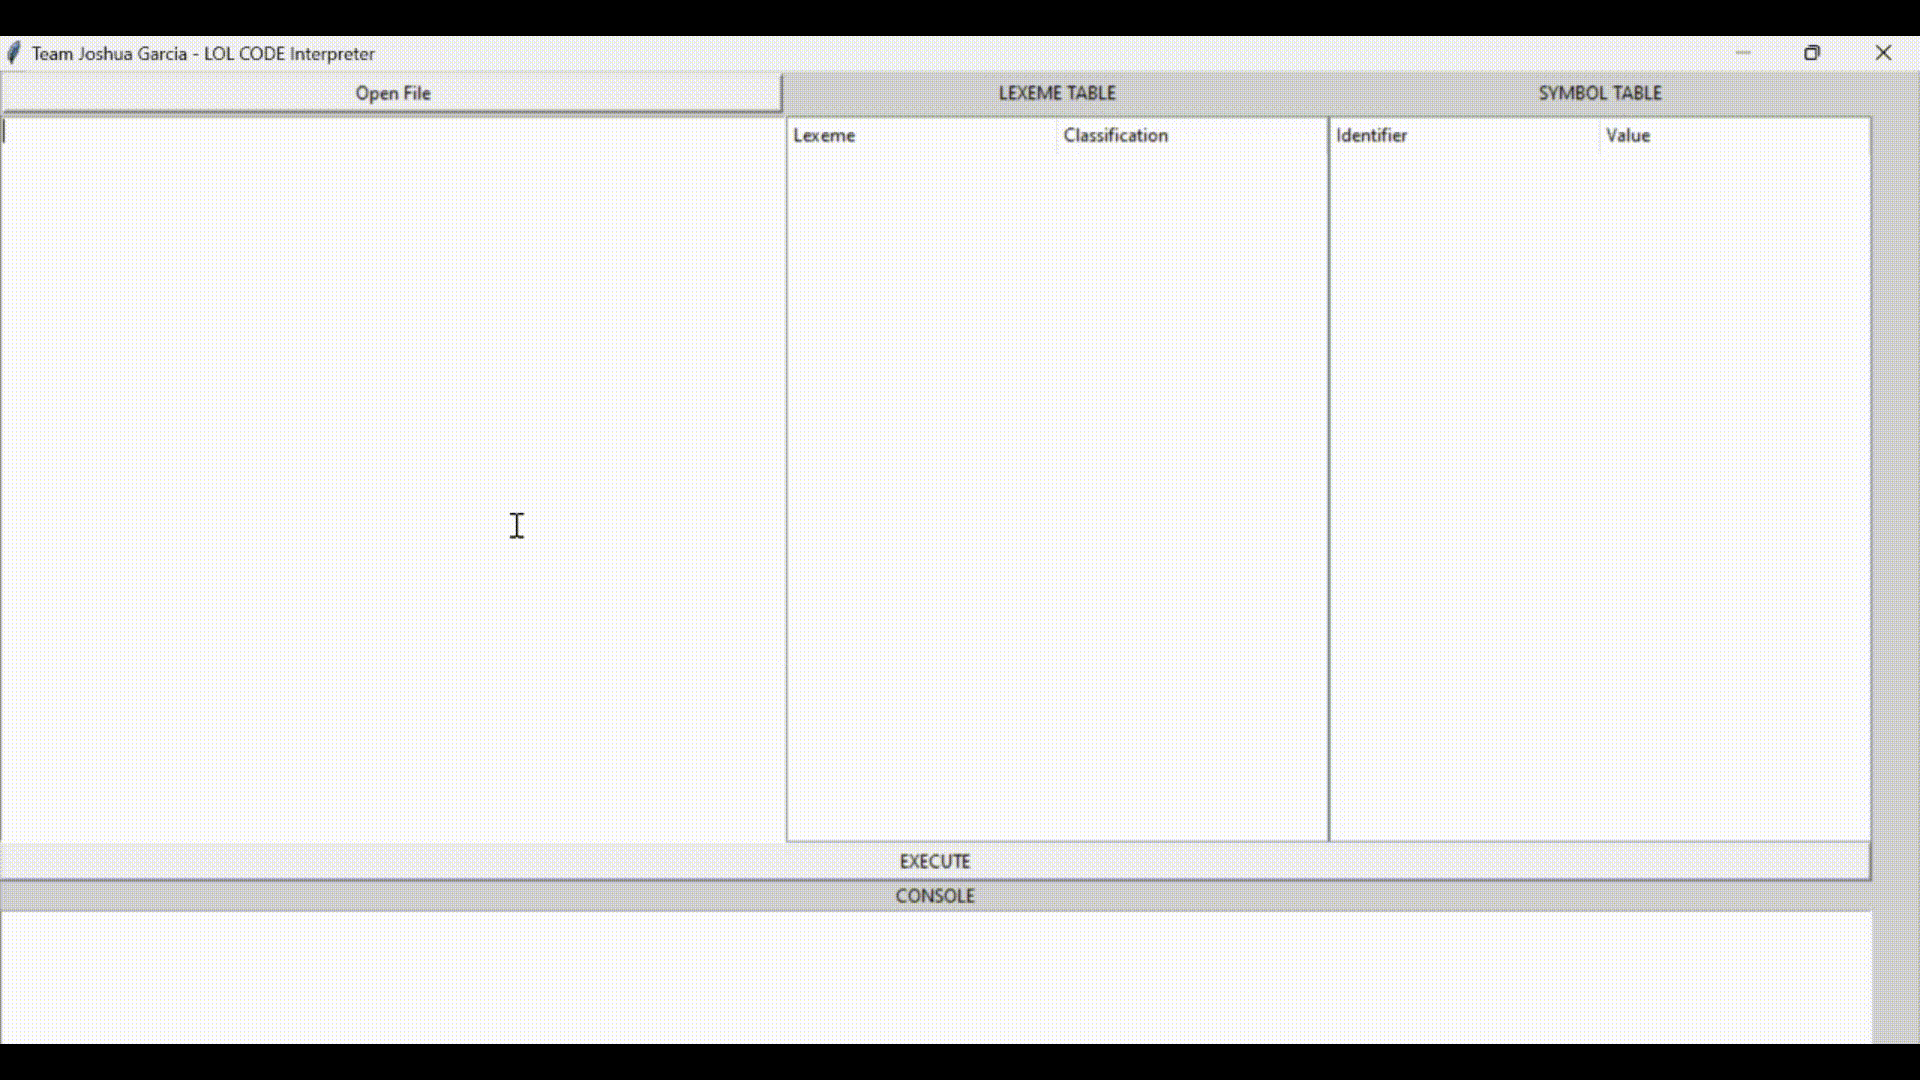 Team Joshua Garcia - LOL CODE Interpreter
Open File
LEXEME TABLE
SYMBOL TABLE
Lexeme
Classification
Identifier
Value
EXECUTE
CONSOLE